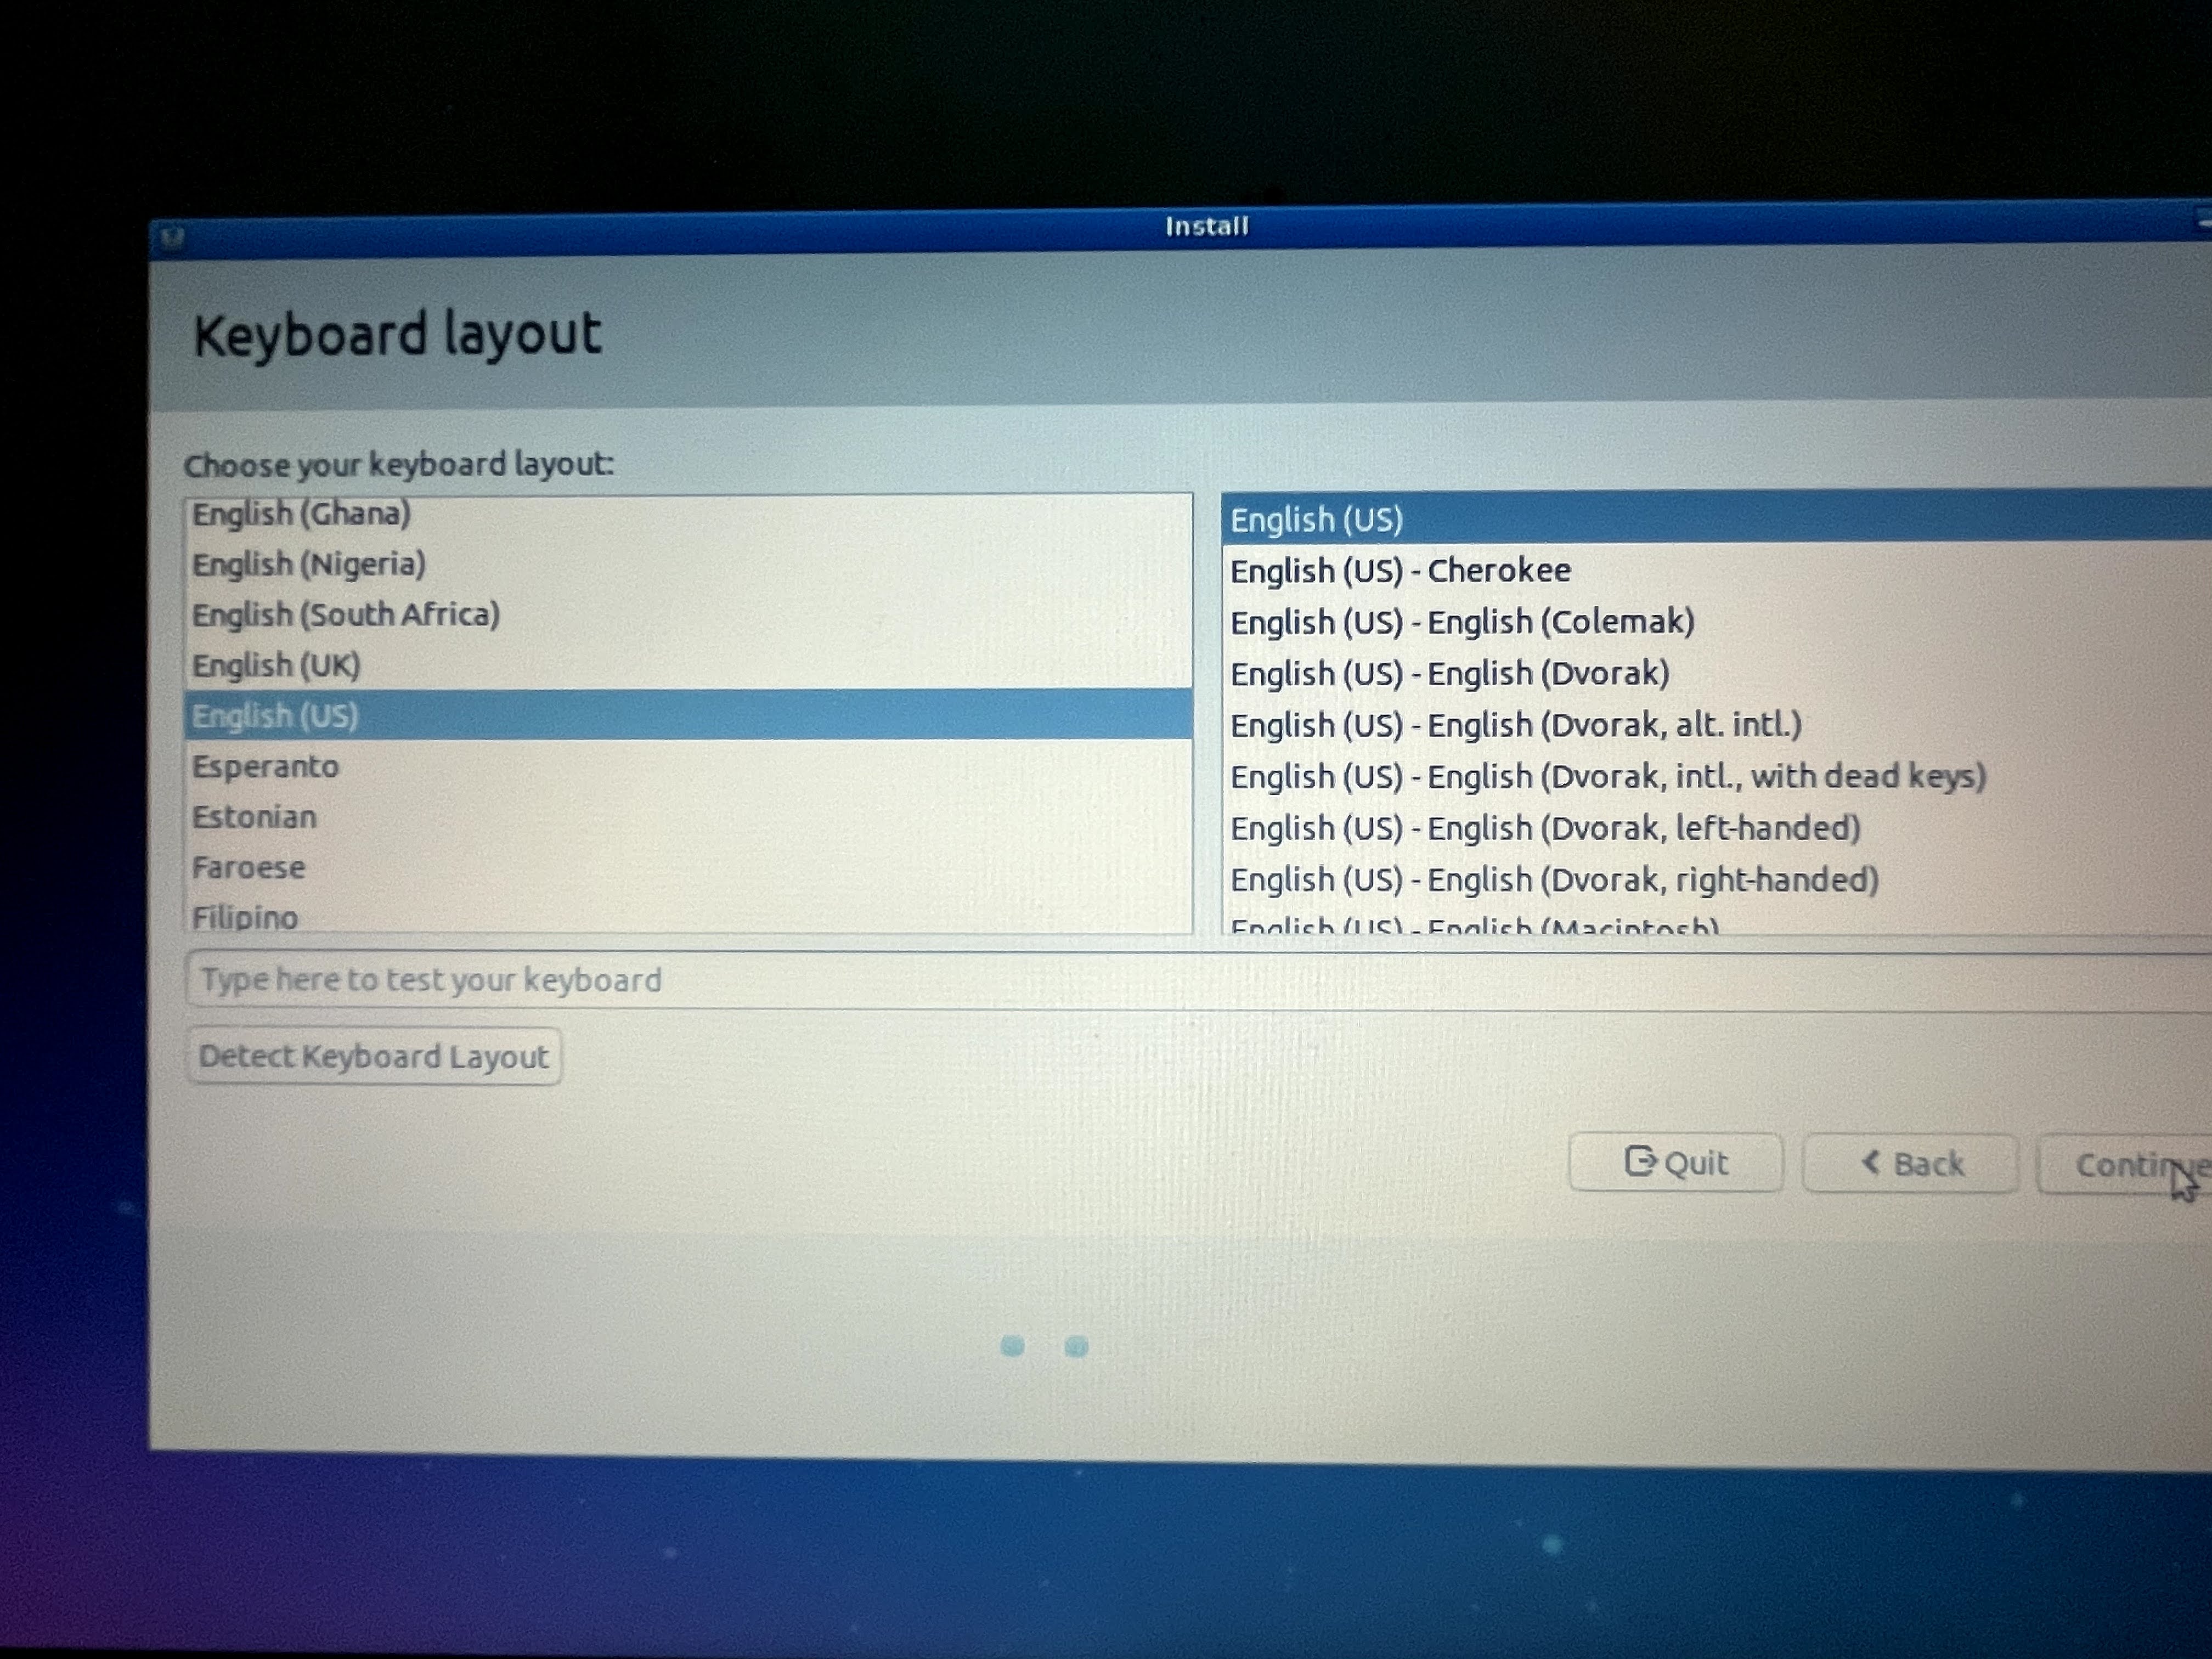 Install
Keyboard layout
Choose your keyboard layout:
English (Ghana)
English (Nigeria)
English (South Africa)
English (UK)
English (US)
Esperanto
Estonian
Faroese
Filipino
English (US)
English (US) - Cherokee
English (US) - English (Colemak)
English (US) - English (Dvorak)
English (US) - English (Dvorak, alt. intl.)
English (US) - English (Dvorak, intl., with dead keys)
English (US) - English (Dvorak, left-handed)
English (US) - English (Dvorak, right-handed)
English (US) - English (Macintosh)
Type here to test your keyboard
Detect Keyboard Layout
Quit
Back
Continue